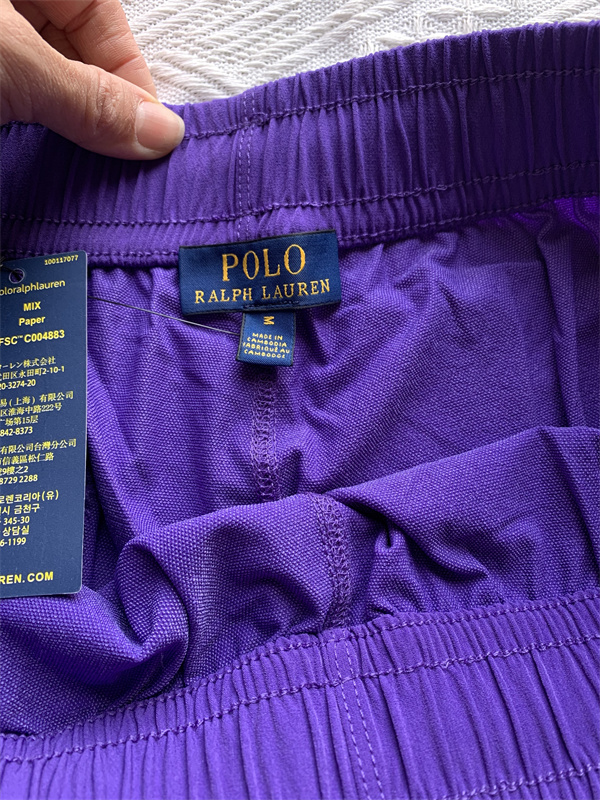 100117077
oloralphlauren
MIX
Paper
FSC™ C004883
ーレン株式会社
代田区永田町2-10-1
20-3274-20
易(上海)有限公司
区淮海中路222号
广场第15层
842-8373
有限公司台灣分公司
市信義區松仁路
9樓之2
8729 2288
로렌코리아(유)
별시 금천구
345-30
상담실
6-1199
UREN.COM
POLO
RALPH LAUREN
M
MADE IN
CAMBODIA
FABRIQUÉ AU
CAMBODGE